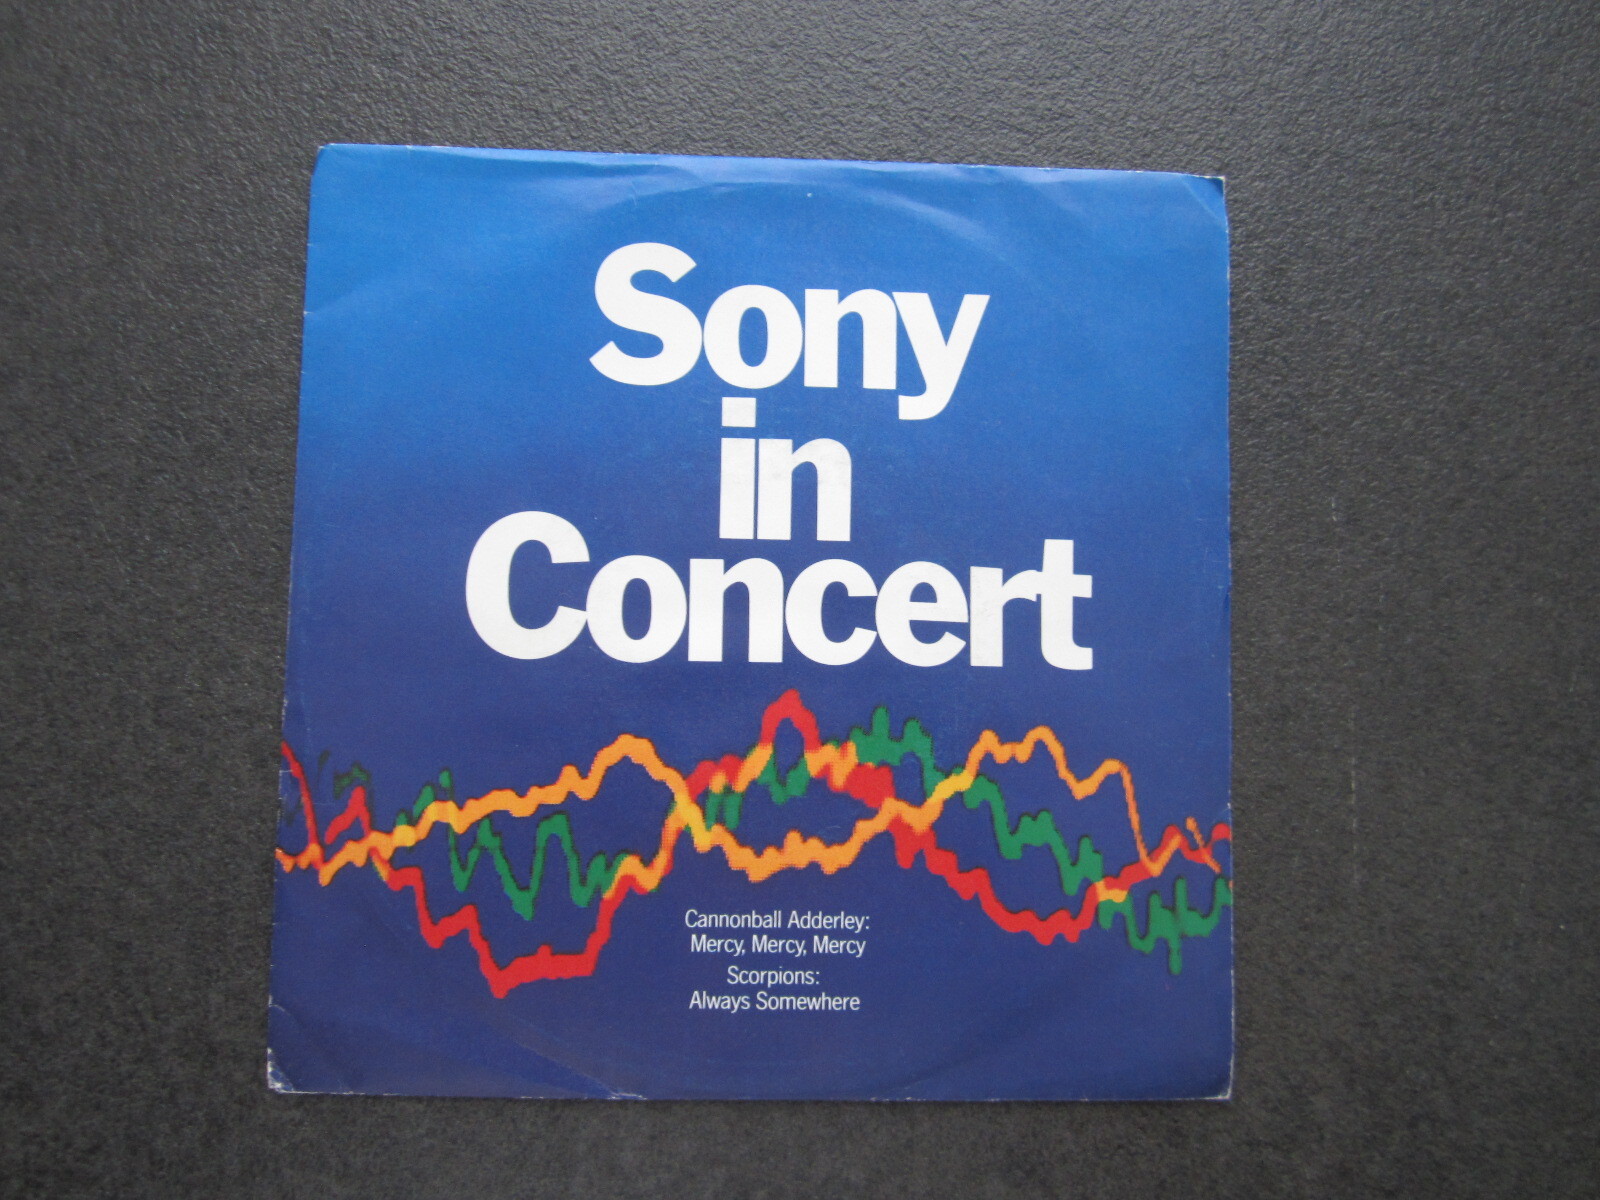 Sony
in
Concert
Cannonball Adderley:
Mercy, Mercy, Mercy
Scorpions:
Always Somewhere